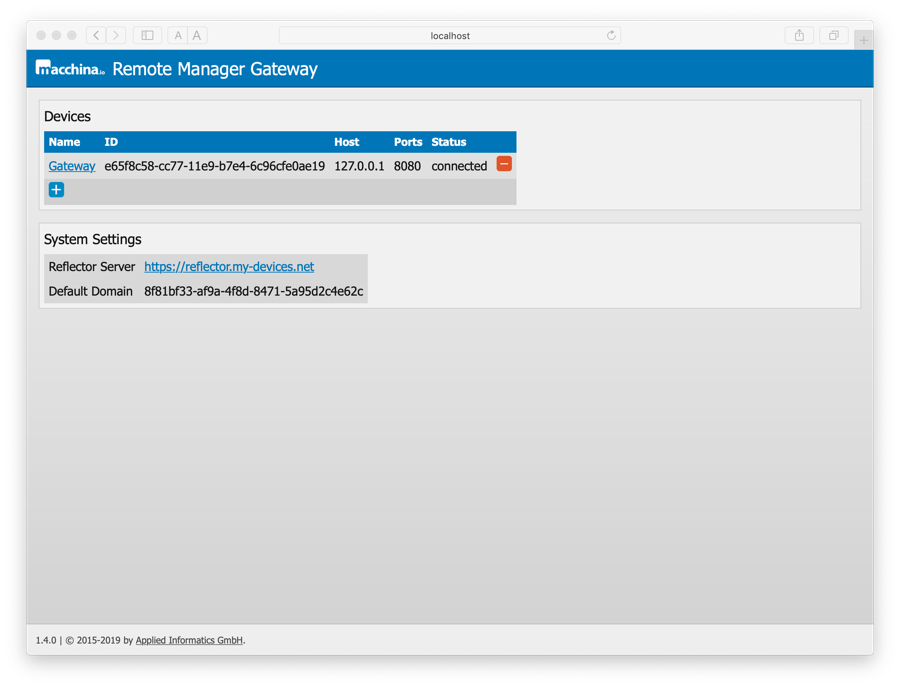 A A
localhost
macchina.io Remote Manager Gateway
Devices
Name ID Host Ports Status
Gateway e65f8c58-cc77-11e9-b7e4-6c96cfe0ae19 127.0.0.1 8080 connected
System Settings
Reflector Server https://reflector.my-devices.net
Default Domain 8f81bf33-af9a-4f8d-8471-5a95d2c4e62c
1.4.0 | © 2015-2019 by Applied Informatics GmbH.